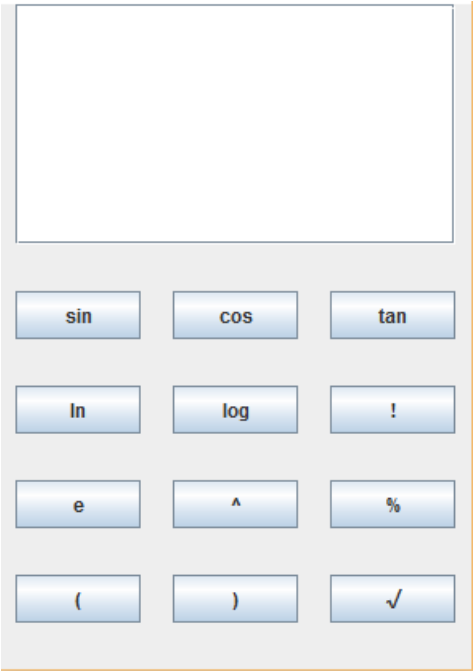 sin cos tan
ln log !
e ^ %
( ) √